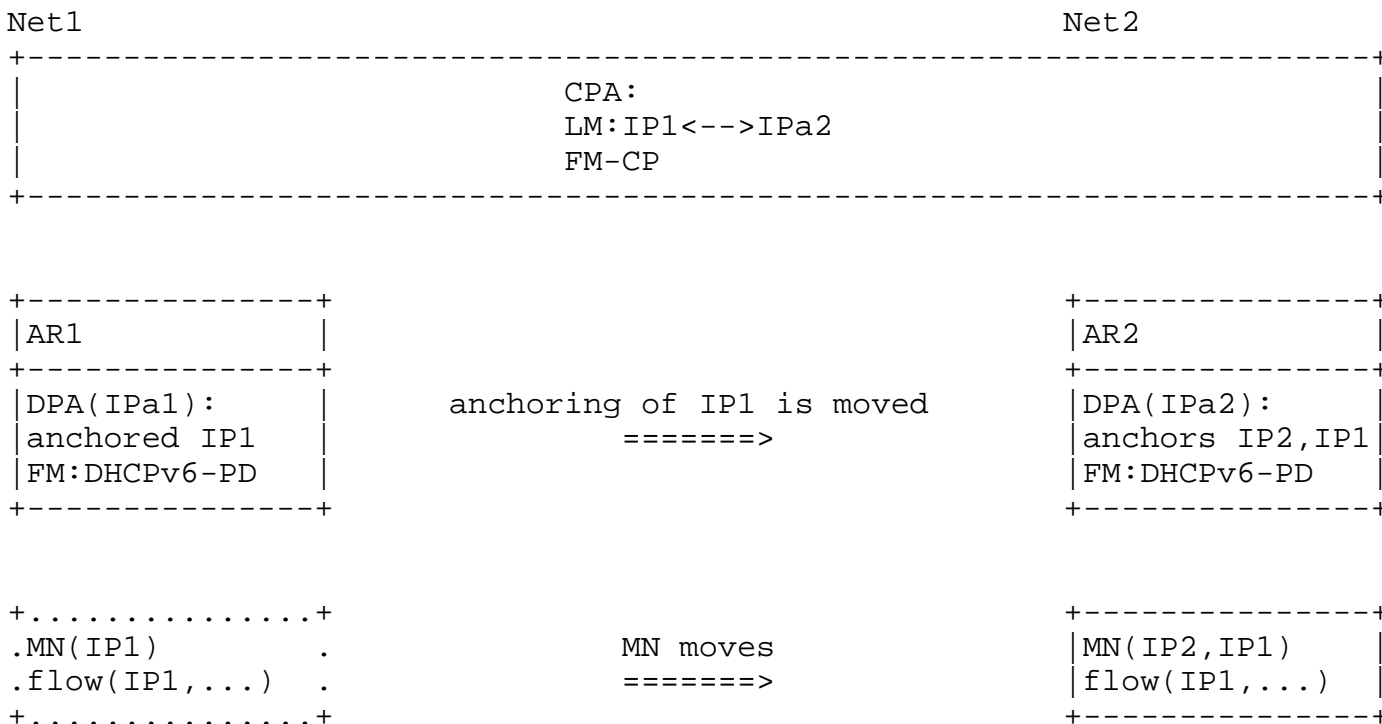 Net1                                                                  Net2
+-----------------------------------------------------------------------+
|                                  CPA:                                 |
|                                  LM:IP1<-->IPa2                       |
|                                  FM-CP                                |
+-----------------------------------------------------------------------+
+---------------+                                       +---------------+
|AR1            |                                       |AR2            |
+---------------+                                       +---------------+
|DPA(IPa1):     |       anchoring of IP1 is moved       |DPA(IPa2):     |
|anchored IP1   |                =======>               |anchors IP2,IP1|
|FM:DHCPv6-PD   |                                       |FM:DHCPv6-PD   |
+---------------+                                       +---------------+
+...............+                                       +---------------+
.MN(IP1)        .                MN moves               |MN(IP2,IP1)    |
.flow(IP1,...)  .                =======>               |flow(IP1,...)  |
+...............+                                       +---------------+